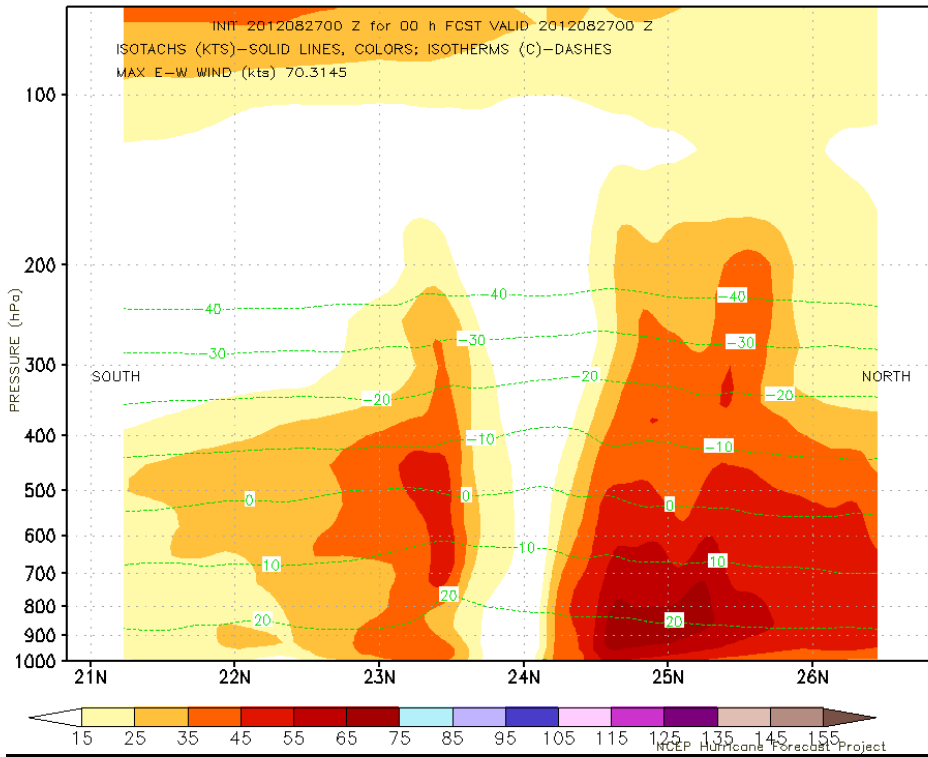 INIT 2012082700 Z for 00 h FCST VALID 2012082700 Z
ISOTACHS (KTS)-SOLID LINES, COLORS; ISOTHERMS (C)-DASHES
MAX E-W WIND (kts) 70.3145
100
200
-40 -40 -40
-30 -30 -30
300
PRESSURE (hPa)
SOUTH 20 NORTH
-20 -20
400
-10 -10
500
0 0 0
600
10 10 10
700
800
20 20 20
900
1000
21N 22N 23N 24N 25N 26N
15 25 35 45 55 65 75 85 95 105 115 125 135 145 155
NCEP Hurricane Forecast Project